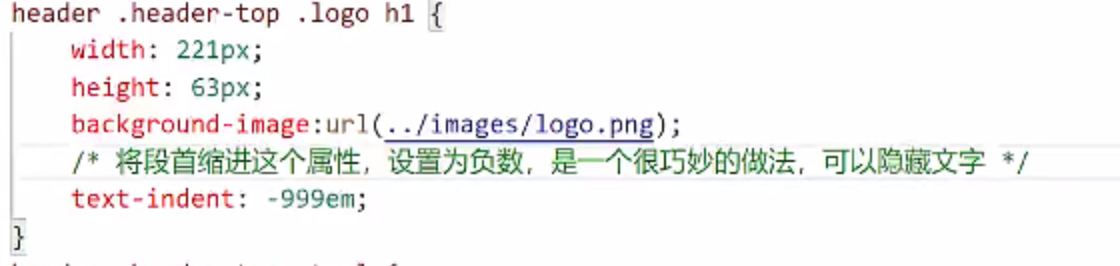 header .header-top .logo h1 {
width: 221px;
height: 63px;
background-image:url(../images/logo.png);
/* 将段首缩进这个属性，设置为负数，是一个很巧妙的做法，可以隐藏文字 */
text-indent: -999em;
}